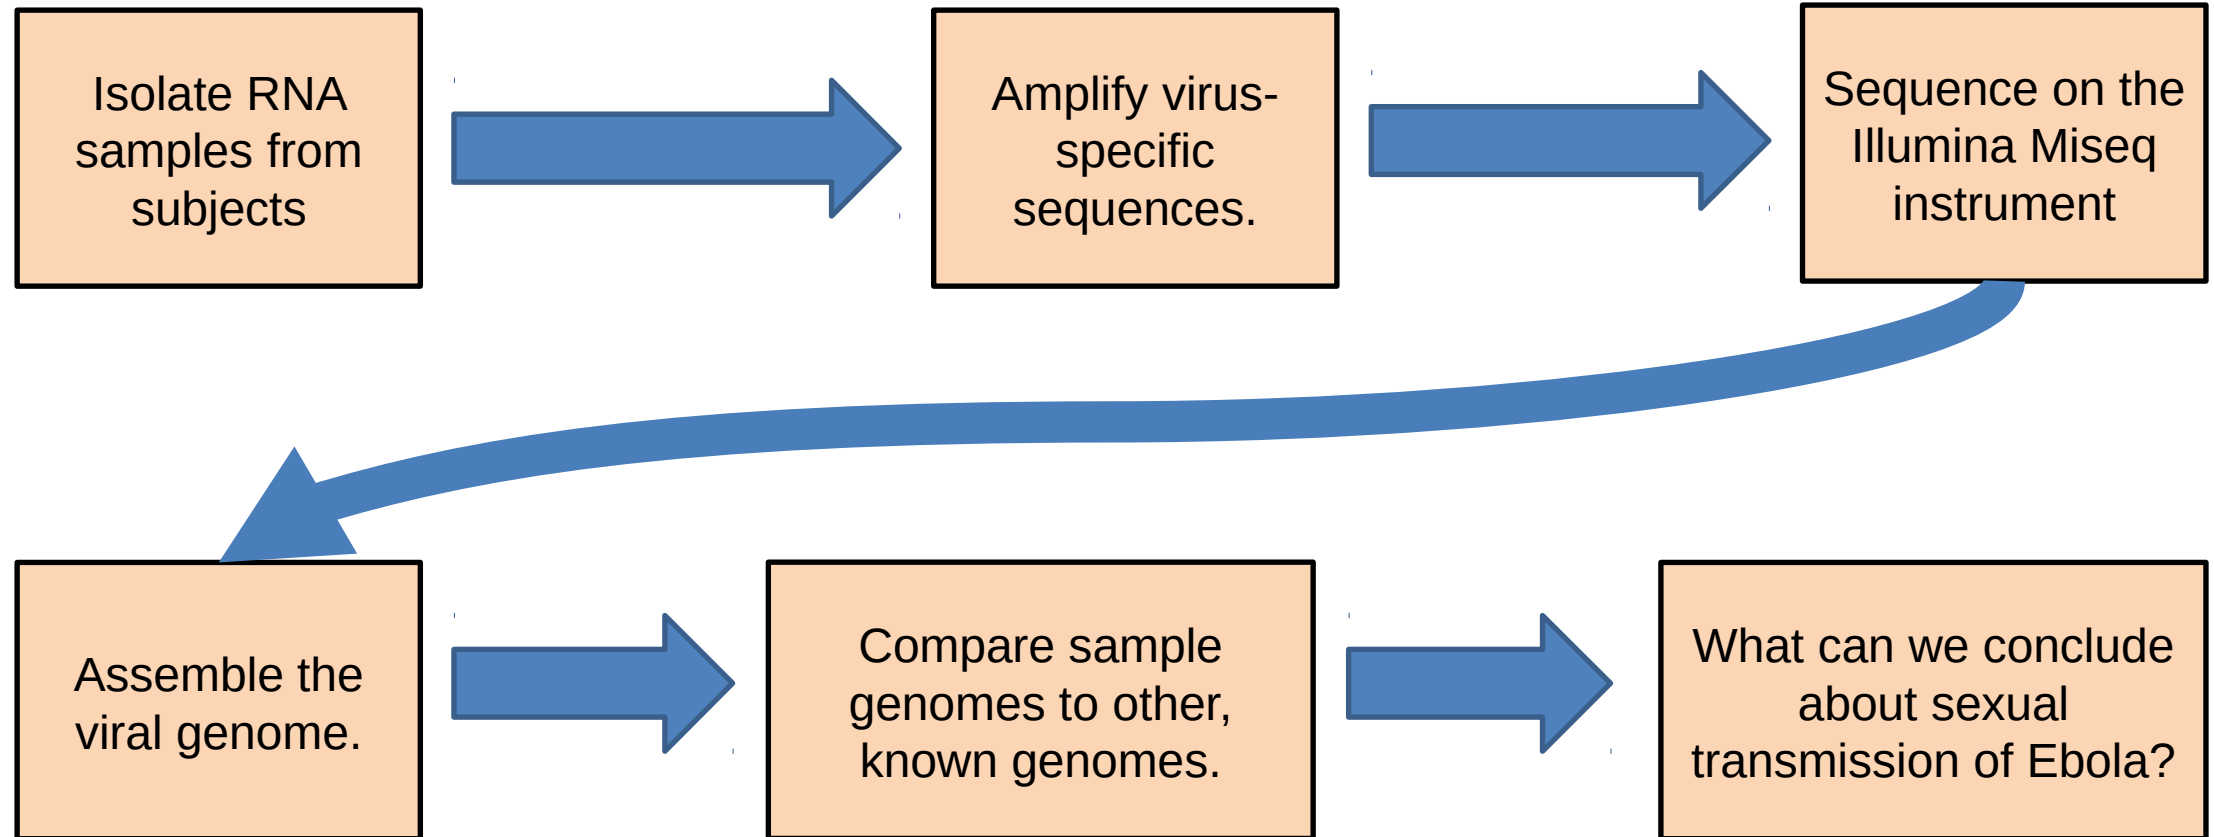 Isolate RNA
samples from
subjects
Amplify virus-
specific
sequences.
Sequence on the
Illumina Miseq
instrument
Assemble the
viral genome.
Compare sample
genomes to other,
known genomes.
What can we conclude
about sexual
transmission of Ebola?